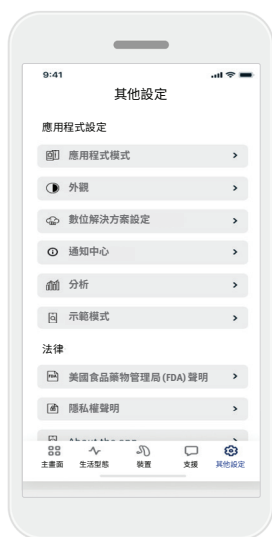 9:41
其他設定
應用程式設定
應用程式模式
外觀
數位解決方案設定
通知中心
分析
示範模式
法律
美國食品藥物管理局 (FDA) 聲明
隱私權聲明
About the app
主畫面 生活型態 裝置 支援 其他設定